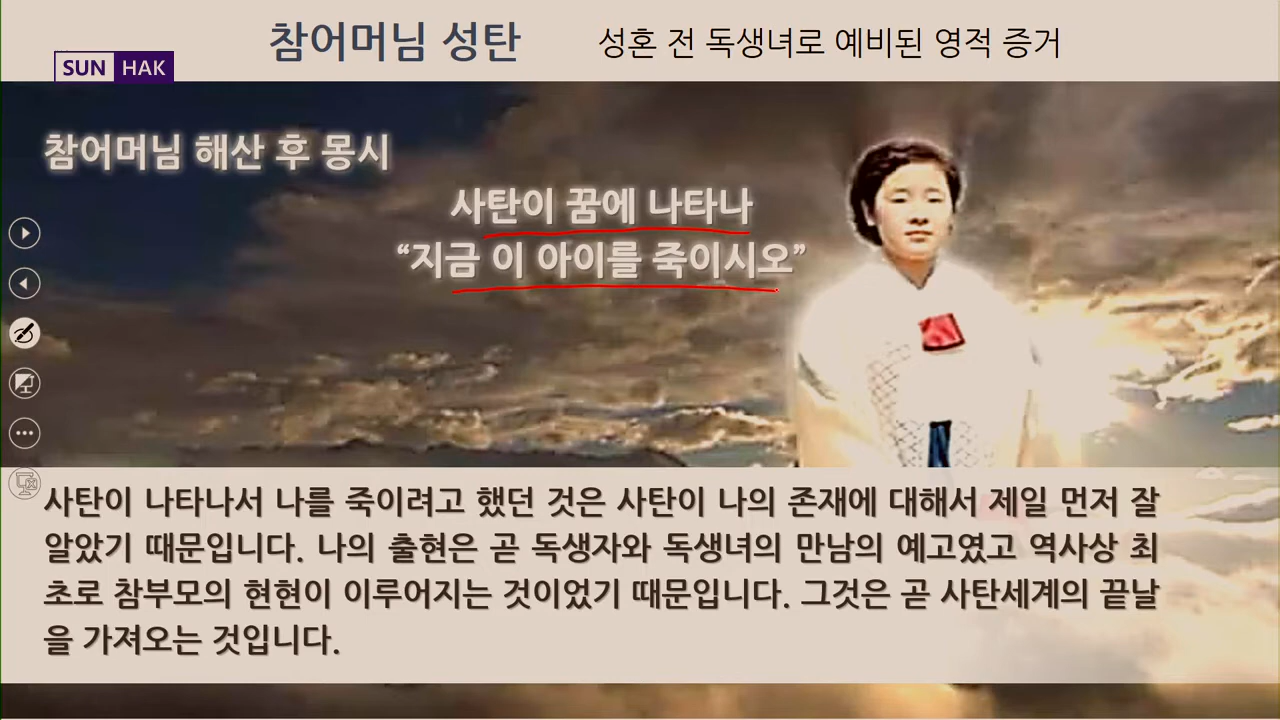 참어머님 성탄 성혼 전 독생녀로 예비된 영적 증거
SUN HAK
참어머님 해산 후 몽시
사탄이 꿈에 나타나
“지금 이 아이를 죽이시오”
사탄이 나타나서 나를 죽이려고 했던 것은 사탄이 나의 존재에 대해서 제일 먼저 잘
알았기 때문입니다. 나의 출현은 곧 독생자와 독생녀의 만남의 예고였고 역사상 최
초로 참부모의 현현이 이루어지는 것이었기 때문입니다. 그것은 곧 사탄세계의 끝날
을 가져오는 것입니다.